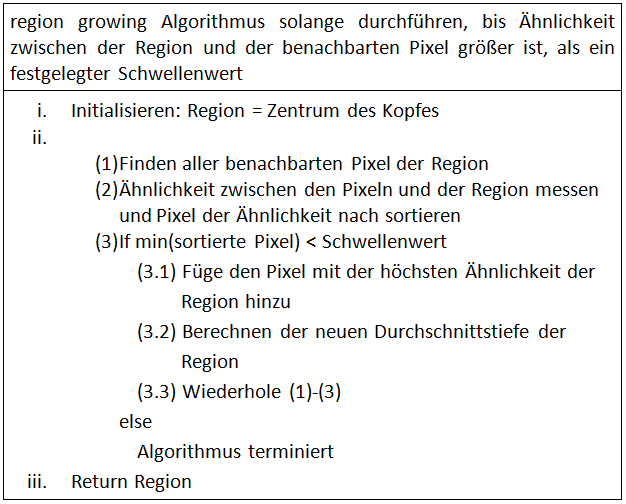 region growing Algorithmus solange durchführen, bis Ähnlichkeit
zwischen der Region und der benachbarten Pixel größer ist, als ein
festgelegter Schwellenwert
i. Initialisieren: Region = Zentrum des Kopfes
ii.
(1)Finden aller benachbarten Pixel der Region
(2)Ähnlichkeit zwischen den Pixeln und der Region messen
und Pixel der Ähnlichkeit nach sortieren
(3)If min(sortierte Pixel) < Schwellenwert
(3.1) Füge den Pixel mit der höchsten Ähnlichkeit der
Region hinzu
(3.2) Berechnen der neuen Durchschnittstiefe der
Region
(3.3) Wiederhole (1)-(3)
else
Algorithmus terminiert
iii. Return Region